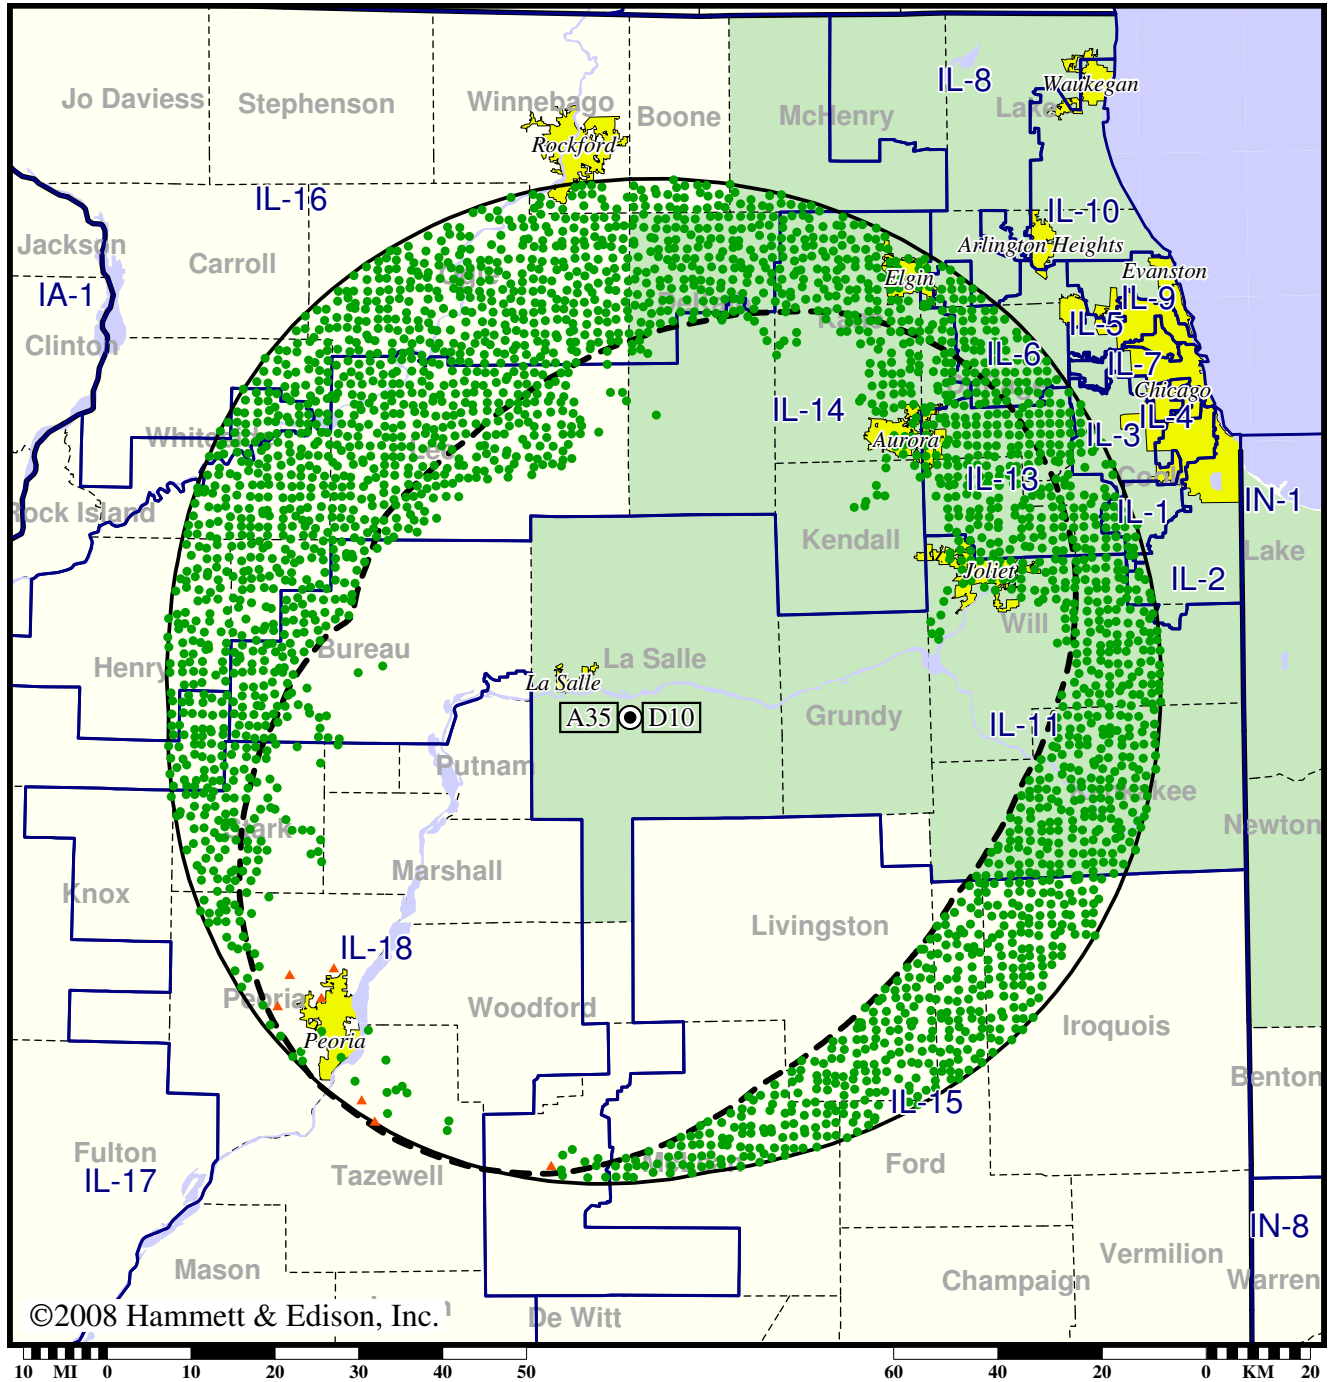 Jo Daviess
Stephenson
Winnebago
Boone
McHenry
IL-8
Lake
Waukegan
Rockford
IL-16
IL-10
Jackson
Carroll
Arlington Heights
Evanston
Elgin
IA-1
IL-9
Clinton
IL-5
IL-6
IL-7
Chicago
IL-14
IL-4
Aurora
IL-3
IL-13
Rock Island
IL-1
IN-1
Kendall
Lake
Joliet
IL-2
Will
Henry
Bureau
La Salle
La Salle
A35
D10
Grundy
IL-11
Putnam
Stark
Newton
Marshall
Knox
Livingston
IL-18
Peoria
Woodford
Iroquois
Peoria
Benton
IL-15
Fulton
IL-17
Tazewell
Ford
IN-8
Vermilion
Mason
Champaign
Warren
©2008 Hammett & Edison, Inc.
De Witt
10 MI 0 10 20 30 40 50 60 40 20 0 KM 20